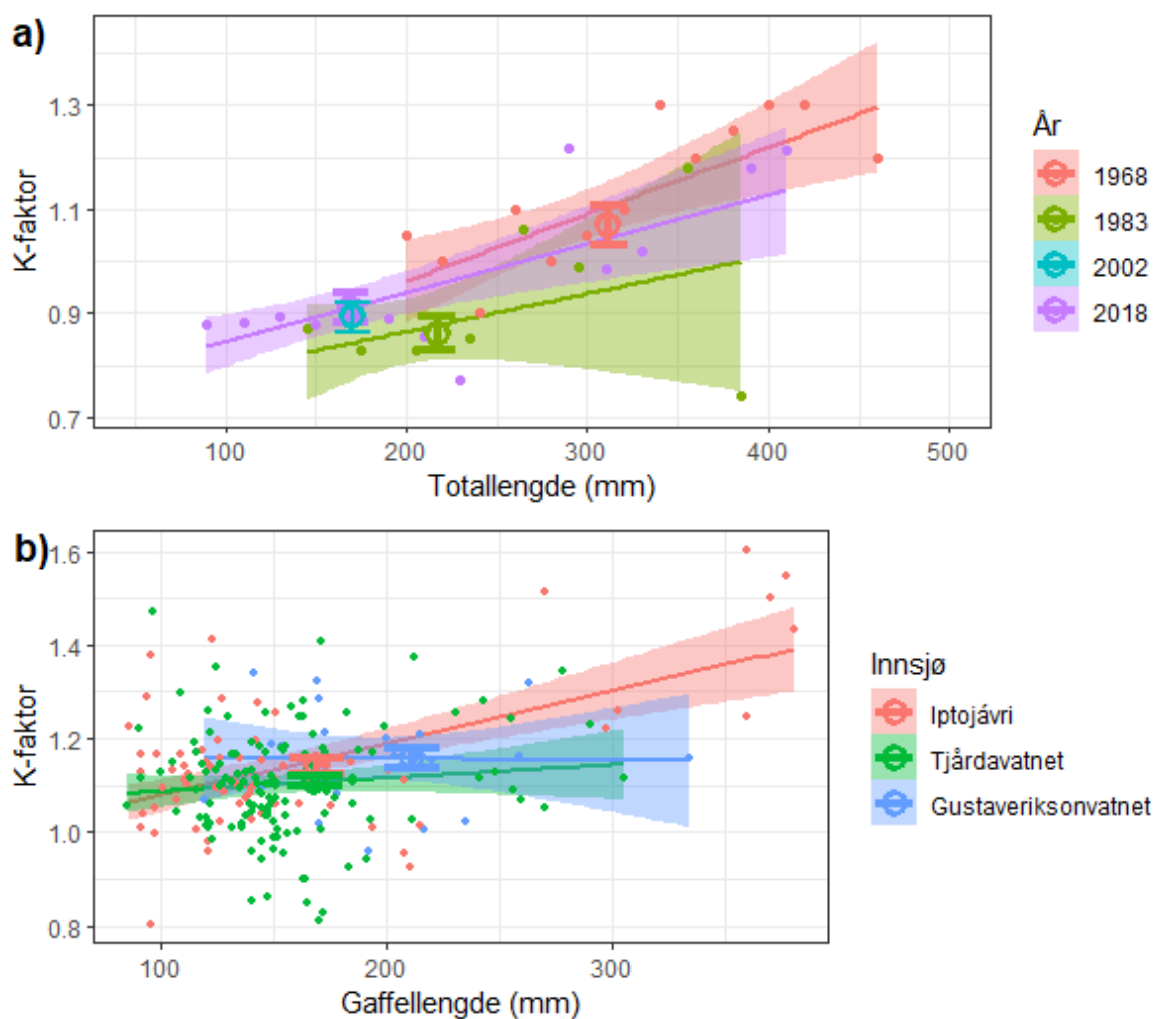 a)
1.3
1.1
0.9
0.7
K-faktor
100 200 300 400 500
Totallengde (mm)
År
1968
1983
2002
2018
b)
1.6
1.4
1.2
1.0
0.8
K-faktor
100 200 300
Gaffellengde (mm)
Innsjø
Iptojávri
Tjårdavatnet
Gustaveriksonvatnet